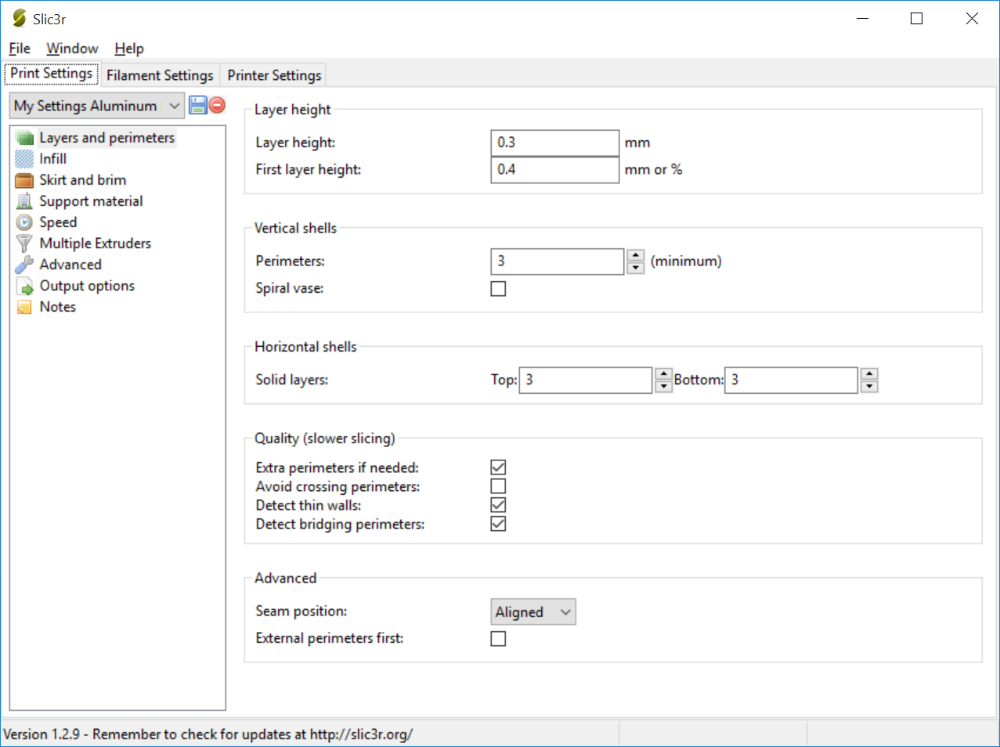 Slic3r
File Window Help
Print Settings Filament Settings Printer Settings
My Settings Aluminum
Layers and perimeters
Infill
Skirt and brim
Support material
Speed
Multiple Extruders
Advanced
Output options
Notes
Layer height
Layer height: 0.3 mm
First layer height: 0.4 mm or %
Vertical shells
Perimeters: 3 (minimum)
Spiral vase:
Horizontal shells
Solid layers: Top: 3 Bottom: 3
Quality (slower slicing)
Extra perimeters if needed:
Avoid crossing perimeters:
Detect thin walls:
Detect bridging perimeters:
Advanced
Seam position: Aligned
External perimeters first:
Version 1.2.9 - Remember to check for updates at http://slic3r.org/